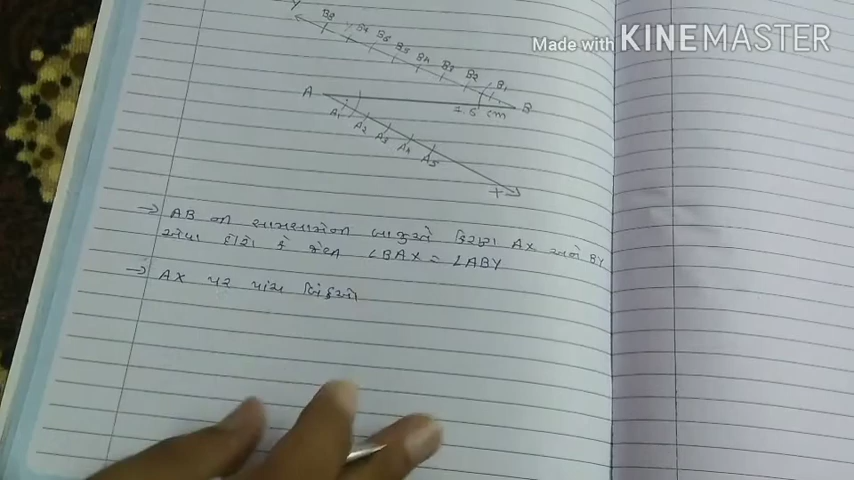 Made with KINEMASTER
Y
B8 B7 B6 B5 B4 B3 B2 B1
A B
7.6 cm
A1 A2 A3 A4 A5
X
→ AB ની સામસામેની બાજુએ કિરણ AX અને BY
એવા દોરો કે જેથી ∠BAX = ∠ABY
→ AX પર પાંચ બિંદુઓ